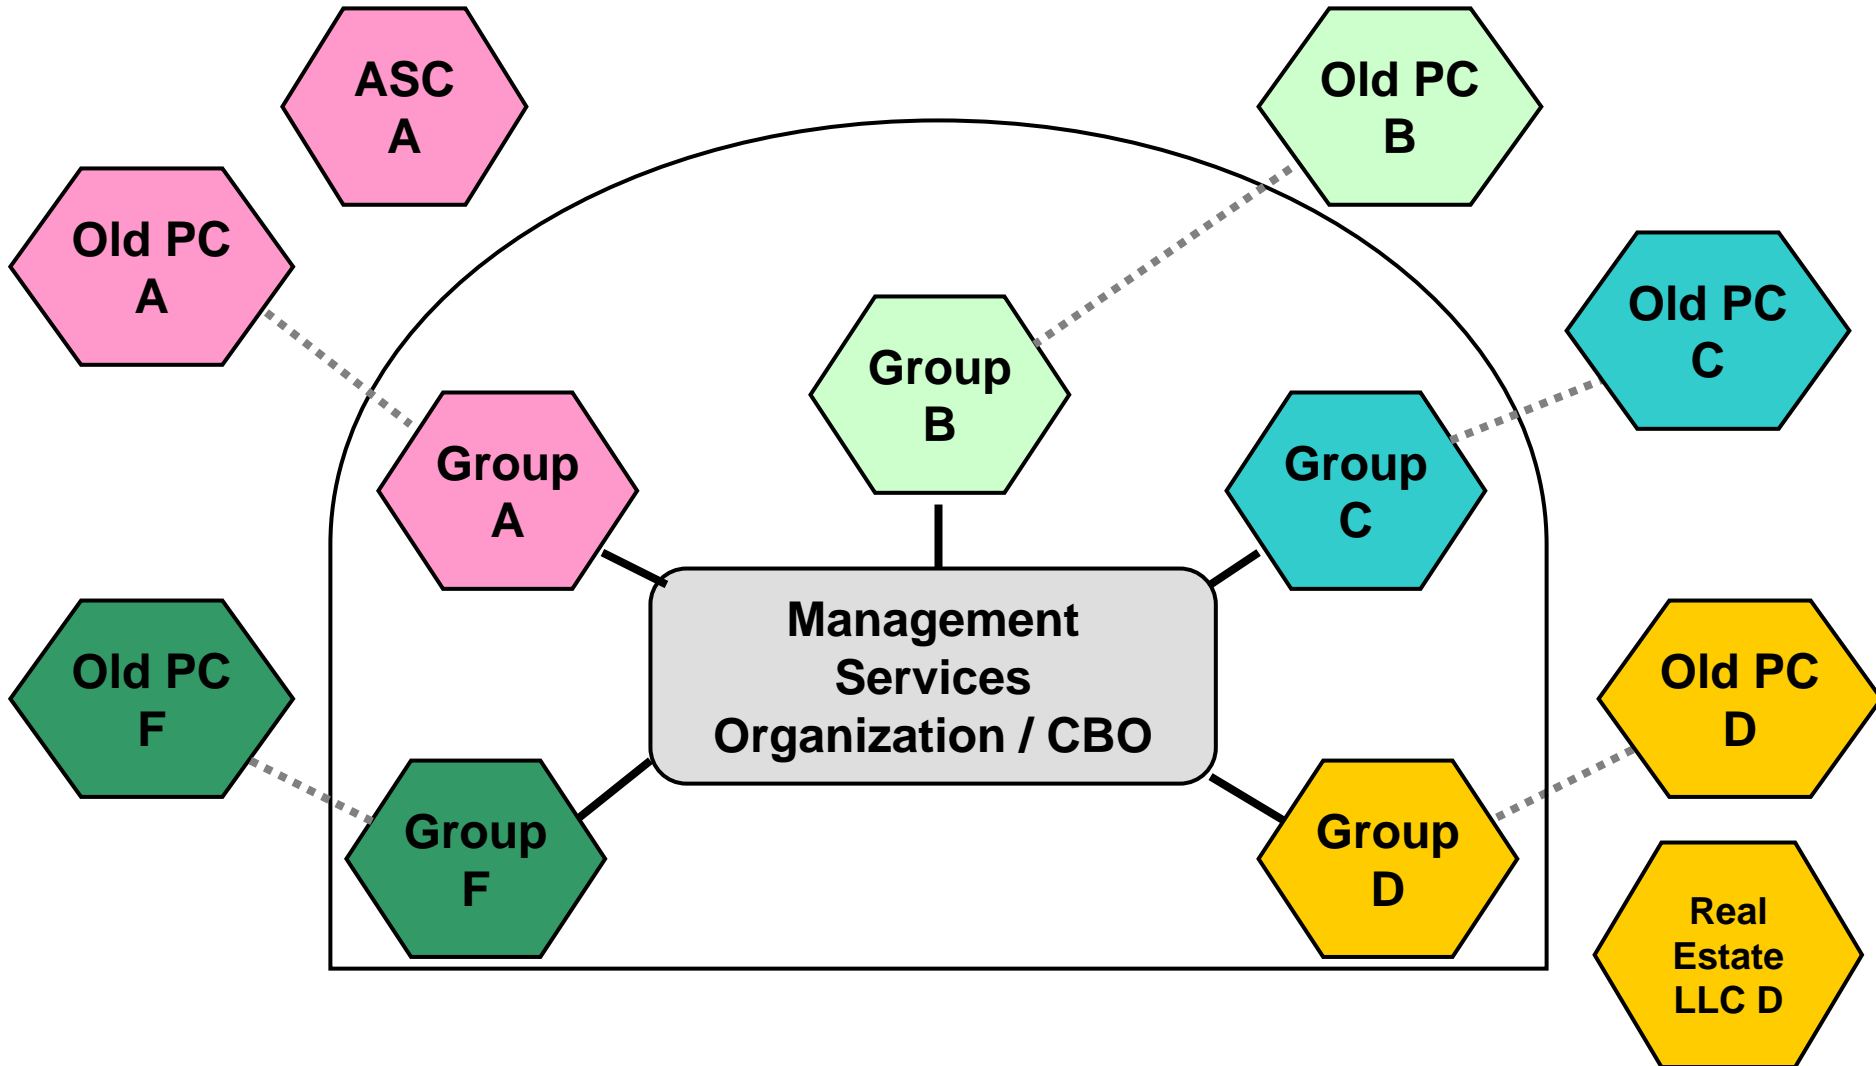 ASC
A
Old PC
B
Old PC
A
Old PC
C
Group
B
Group
A
Group
C
Management
Services
Organization / CBO
Old PC
F
Old PC
D
Group
F
Group
D
Real
Estate
LLC D